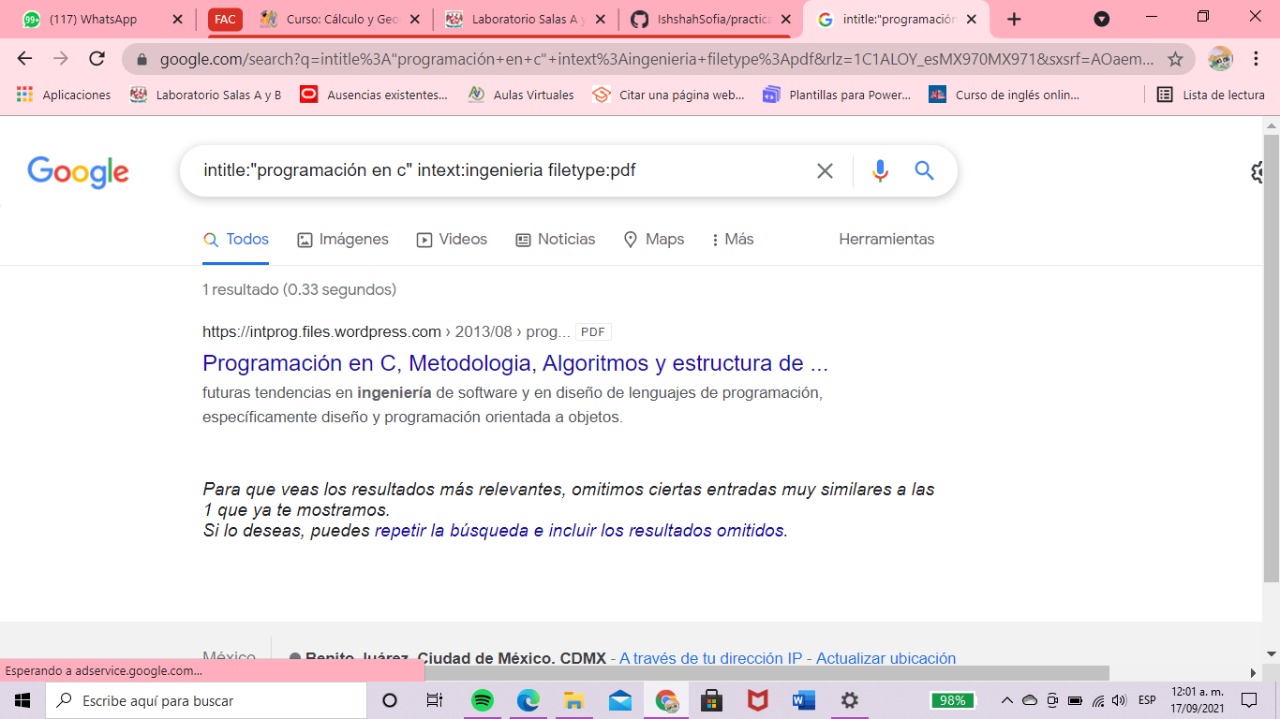 (117) WhatsApp
FAC
Curso: Cálculo y Geo
Laboratorio Salas A y
IshshahSofia/practica
intitle:"programación
google.com/search?q=intitle%3A"programación+en+c"+intext%3Aingenieria+filetype%3Apdf&rlz=1C1ALOY_esMX970MX971&sxsrf=AOaem...
Aplicaciones
Laboratorio Salas A y B
Ausencias existentes...
Aulas Virtuales
Citar una página web...
Plantillas para Power...
Curso de inglés onlin...
Lista de lectura
Google
intitle:"programación en c" intext:ingenieria filetype:pdf
Todos
Imágenes
Videos
Noticias
Maps
Más
Herramientas
1 resultado (0.33 segundos)
https://intprog.files.wordpress.com › 2013/08 › prog... PDF
Programación en C, Metodologia, Algoritmos y estructura de ...
futuras tendencias en ingeniería de software y en diseño de lenguajes de programación,
específicamente diseño y programación orientada a objetos.
Para que veas los resultados más relevantes, omitimos ciertas entradas muy similares a las
1 que ya te mostramos.
Si lo deseas, puedes repetir la búsqueda e incluir los resultados omitidos.
México
Benito Juárez, Ciudad de México, CDMX - A través de tu dirección IP - Actualizar ubicación
Esperando a adservice.google.com...
Escribe aquí para buscar
98%
ESP
12:01 a. m.
17/09/2021